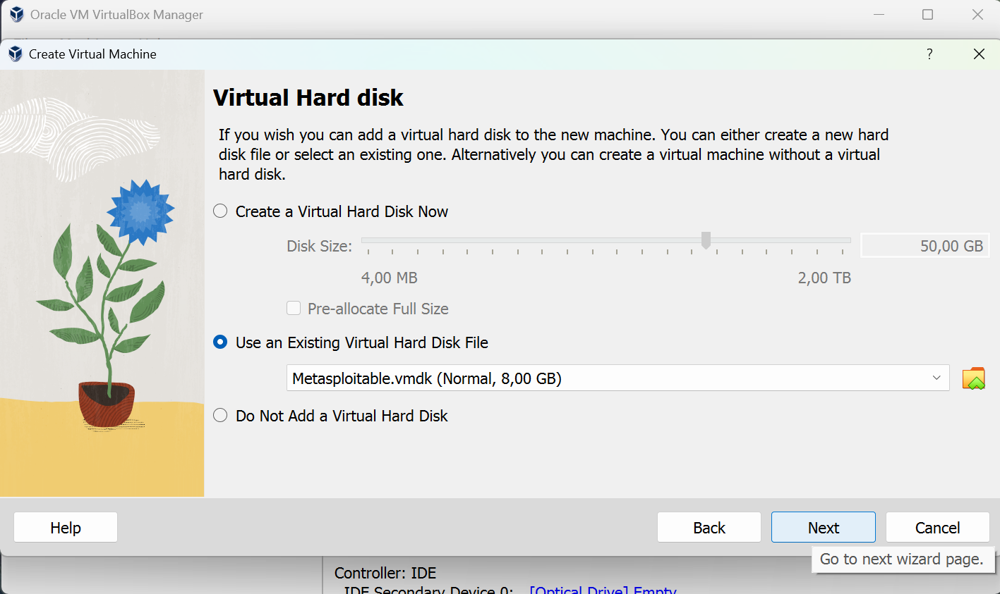 Oracle VM VirtualBox Manager
Create Virtual Machine
?
Virtual Hard disk
If you wish you can add a virtual hard disk to the new machine. You can either create a new hard
disk file or select an existing one. Alternatively you can create a virtual machine without a virtual
hard disk.
Create a Virtual Hard Disk Now
Disk Size:
50,00 GB
4,00 MB
2,00 TB
Pre-allocate Full Size
Use an Existing Virtual Hard Disk File
Metasploitable.vmdk (Normal, 8,00 GB)
Do Not Add a Virtual Hard Disk
Help
Back
Next
Cancel
Go to next wizard page.
Controller: IDE
IDE Secondary Device 0: [Optical Drive] Empty